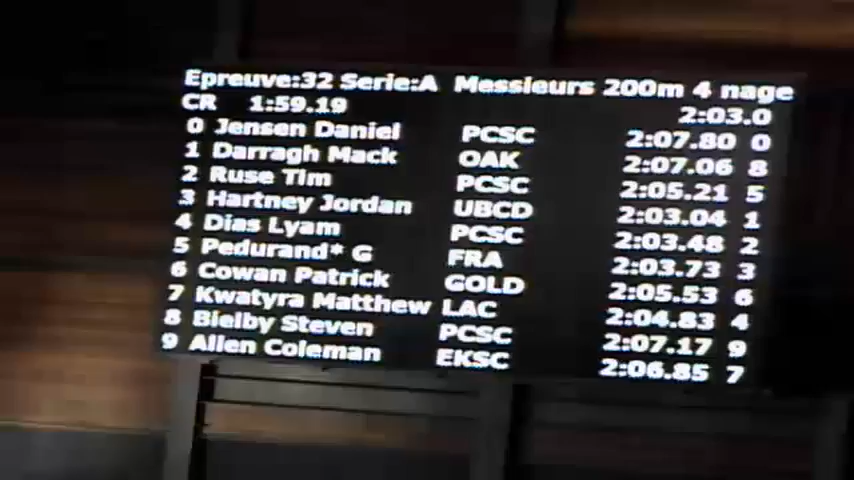 Epreuve:32 Serie:A Messieurs 200m 4 nage
CR 1:59.19 2:03.0
0 Jensen Daniel PCSC 2:07.80 0
1 Darragh Mack OAK 2:07.06 8
2 Ruse Tim PCSC 2:05.21 5
3 Hartney Jordan UBCD 2:03.04 1
4 Dias Lyam PCSC 2:03.48 2
5 Pedurand* G FRA 2:03.73 3
6 Cowan Patrick GOLD 2:05.53 6
7 Kwatyra Matthew LAC 2:04.83 4
8 Bielby Steven PCSC 2:07.17 9
9 Allen Coleman EKSC 2:06.85 7